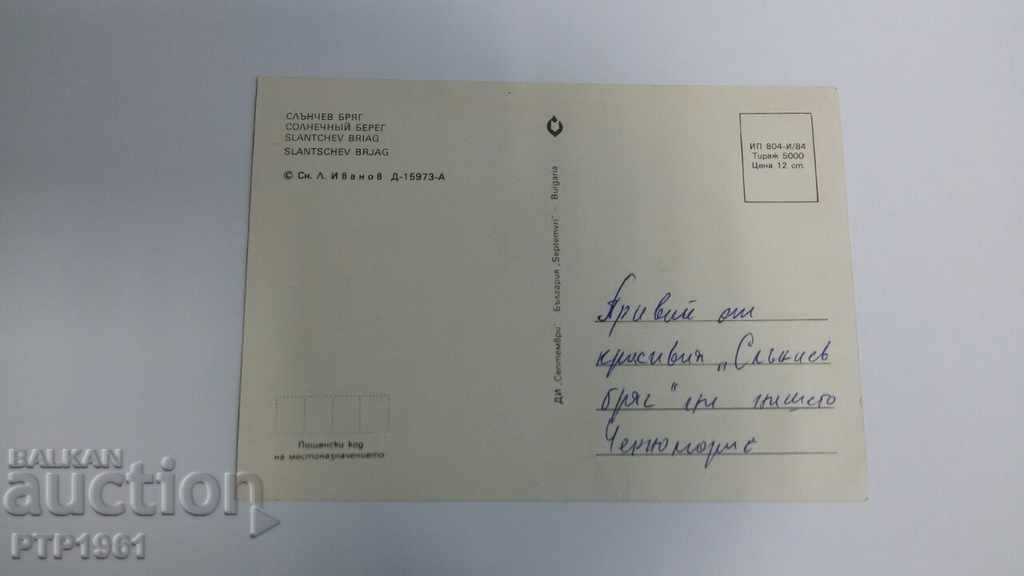 СЛЪНЧЕВ БРЯГ
СОЛНЕЧНЫЙ БЕРЕГ
SLANTCHEV BRIAG
SLANTSCHEV BRJAG
© Сн. Л. Иванов Д-15973-А
ДИ „Септември" · България „Septemvri" · Bulgaria
ИП 804-И/84
Тираж 5000
Цена 12 ст.
Привет от
красивия „Слънчев
бряг" на нашето
Черноморие
Пощенски код
на местоназначението
BALKAN
auction
PTP1961